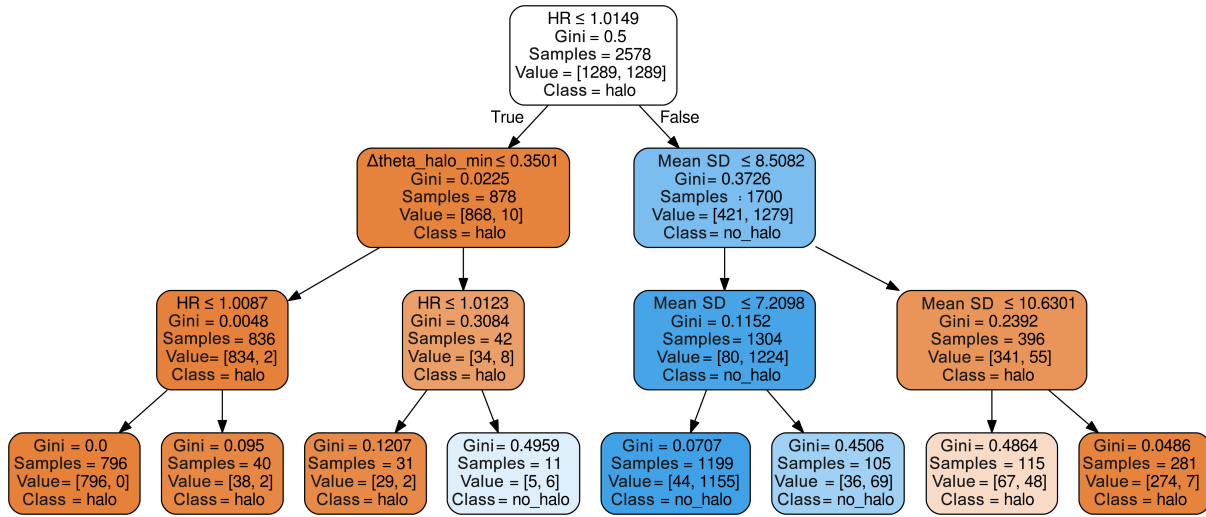 HR ≤ 1.0149
Gini = 0.5
Samples = 2578
Value = [1289, 1289]
Class = halo
True
False
Δtheta_halo_min ≤ 0.3501
Gini = 0.0225
Samples = 878
Value = [868, 10]
Class = halo
Mean SD ≤ 8.5082
Gini = 0.3726
Samples : 1700
Value = [421, 1279]
Class = no_halo
HR ≤ 1.0087
Gini = 0.0048
Samples = 836
Value = [834, 2]
Class = halo
HR ≤ 1.0123
Gini = 0.3084
Samples = 42
Value = [34, 8]
Class = halo
Mean SD ≤ 7.2098
Gini = 0.1152
Samples = 1304
Value = [80, 1224]
Class = no_halo
Mean SD ≤ 10.6301
Gini = 0.2392
Samples = 396
Value = [341, 55]
Class = halo
Gini = 0.0
Samples = 796
Value = [796, 0]
Class = halo
Gini = 0.095
Samples = 40
Value = [38, 2]
Class = halo
Gini = 0.1207
Samples = 31
Value = [29, 2]
Class = halo
Gini = 0.4959
Samples = 11
Value = [5, 6]
Class = no_halo
Gini = 0.0707
Samples = 1199
Value = [44, 1155]
Class = no_halo
Gini = 0.4506
Samples = 105
Value = [36, 69]
Class = no_halo
Gini = 0.4864
Samples = 115
Value = [67, 48]
Class = halo
Gini = 0.0486
Samples = 281
Value = [274, 7]
Class = halo